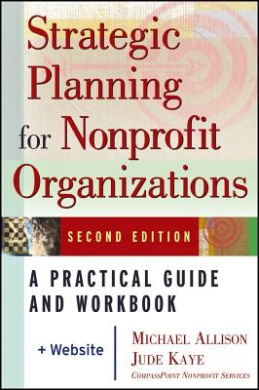 Strategic
Planning
for Nonprofit
Organizations
SECOND EDITION
A PRACTICAL GUIDE
AND WORKBOOK
+ Website
MICHAEL ALLISON
JUDE KAYE
COMPASSPOINT NONPROFIT SERVICES